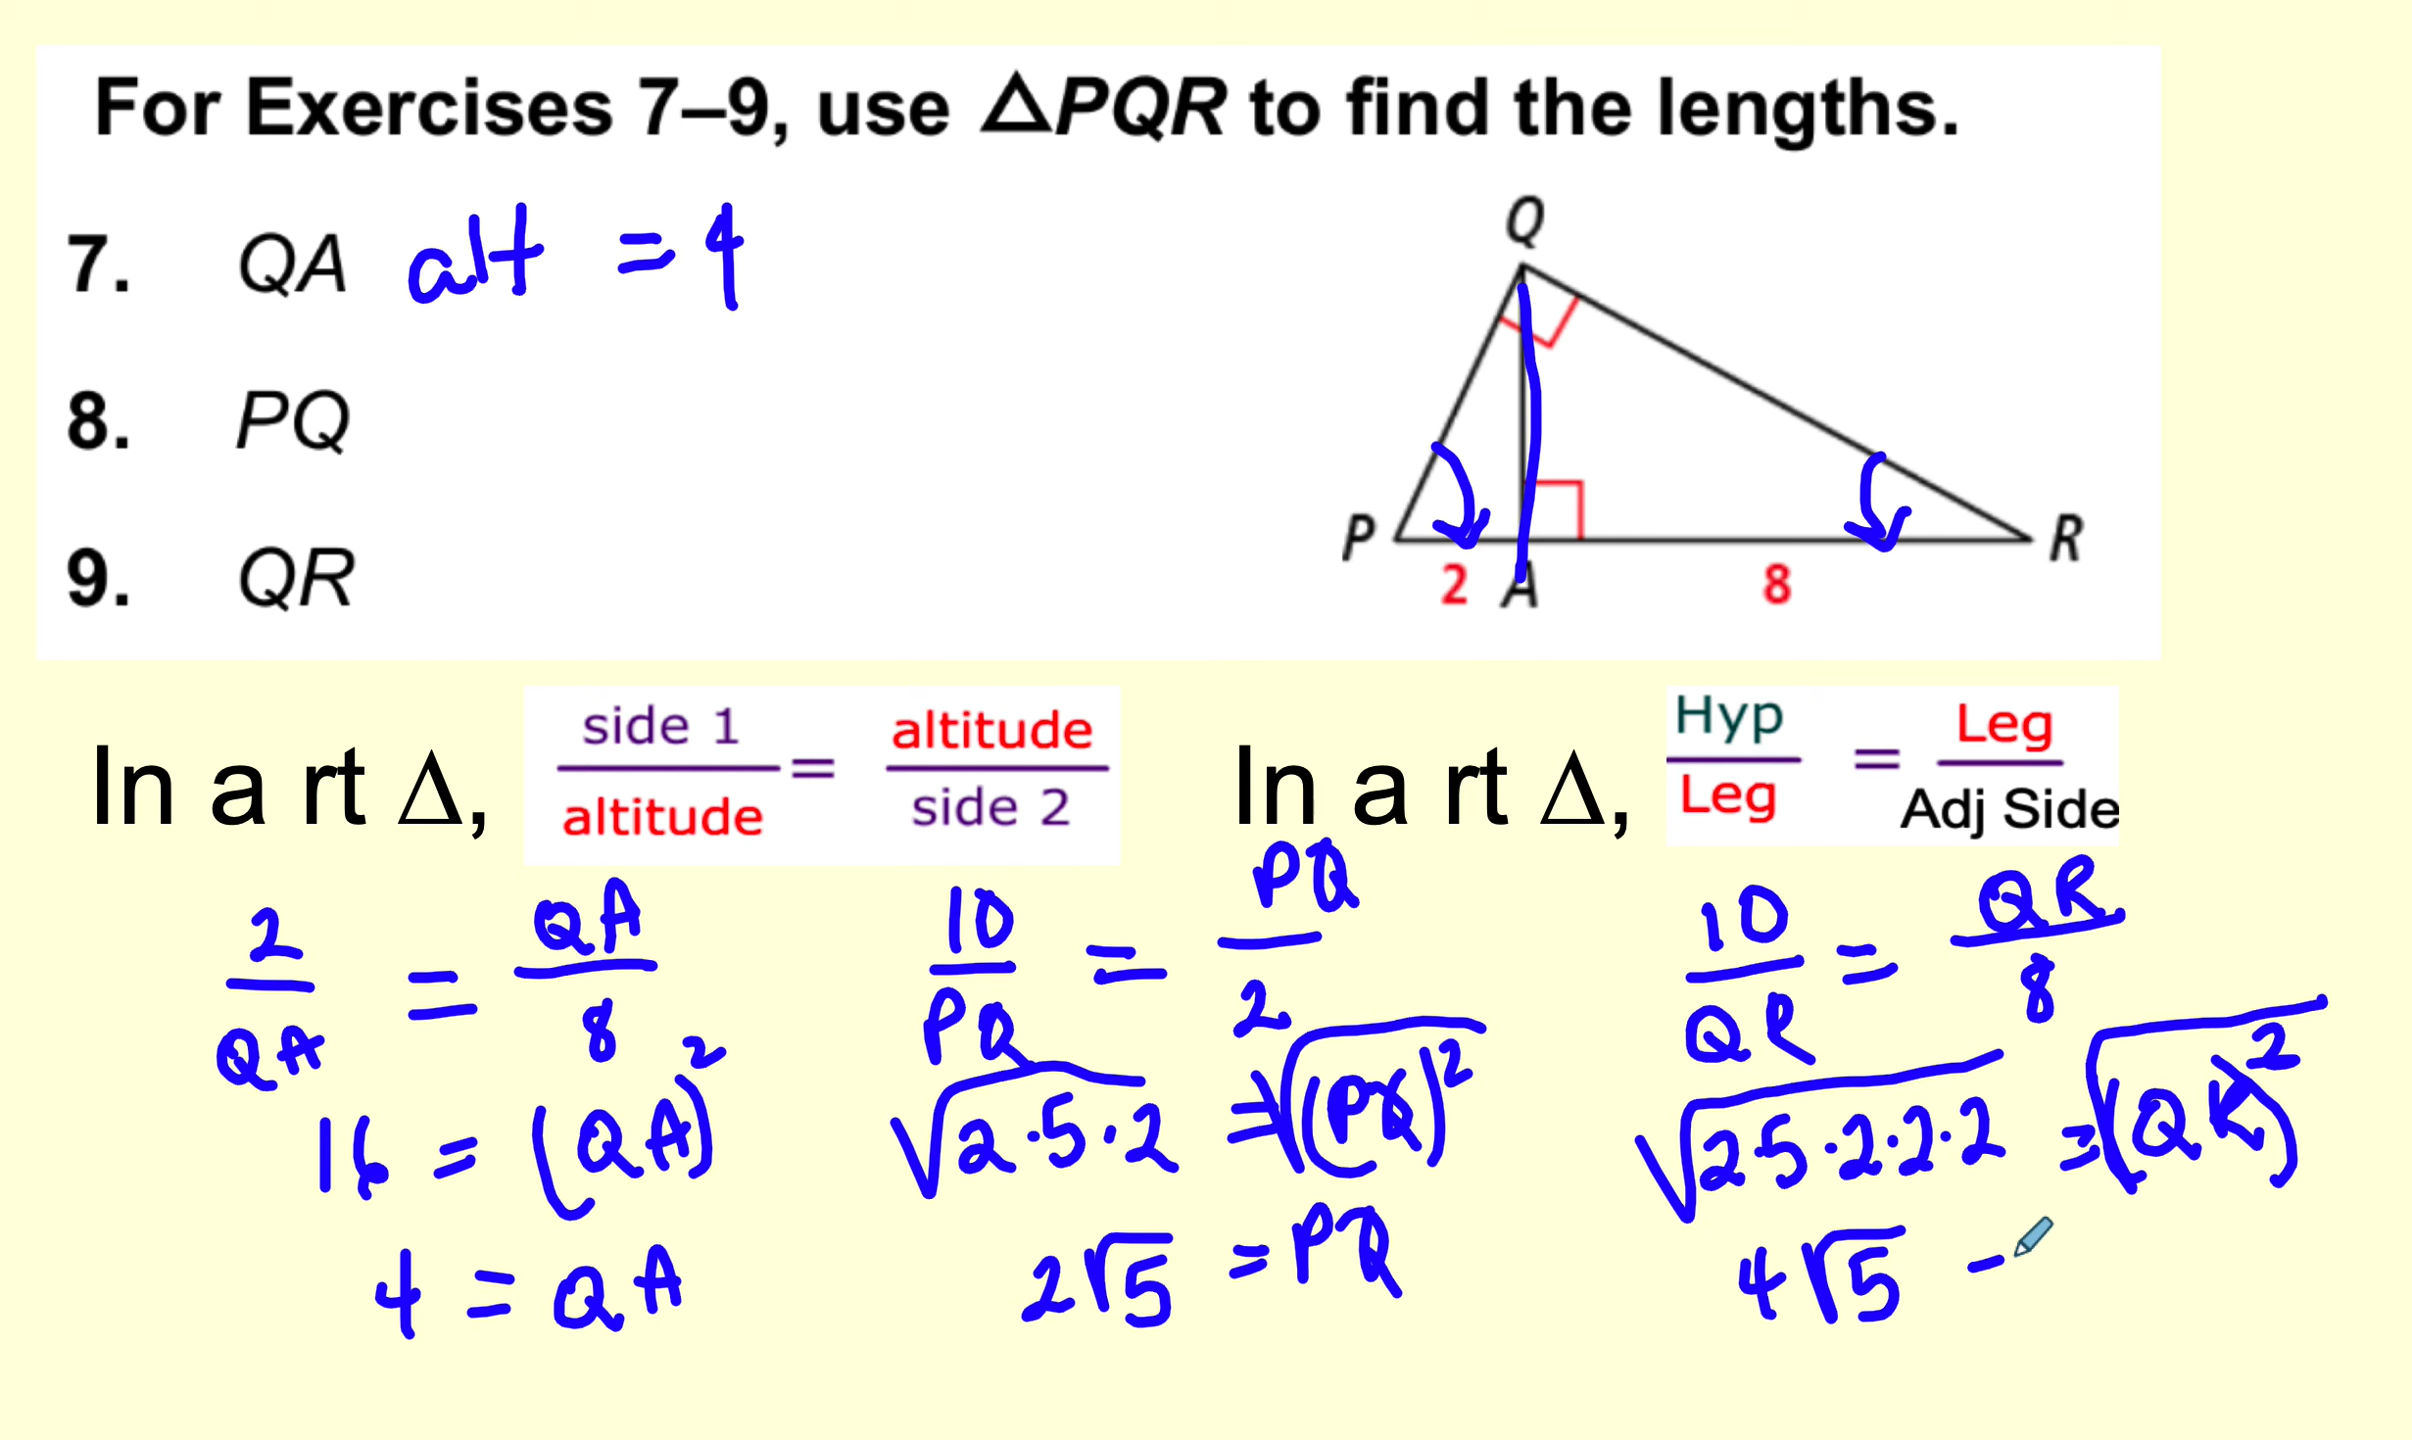 For Exercises 7–9, use △PQR to find the lengths.
7. QA alt = 4
8. PQ
9. QR
Q
P
R
2 A 8
In a rt Δ, side 1 / altitude = altitude / side 2
In a rt Δ, Hyp / Leg = Leg / Adj Side
2 / QA = QA / 8
16 = (QA)²
4 = QA
10 / PQ = PQ / 2
√2·5·2 = √(PQ)²
2√5 = PQ
10 / QR = QR / 8
√2·5·2·2·2 = √(QR)²
4√5 -